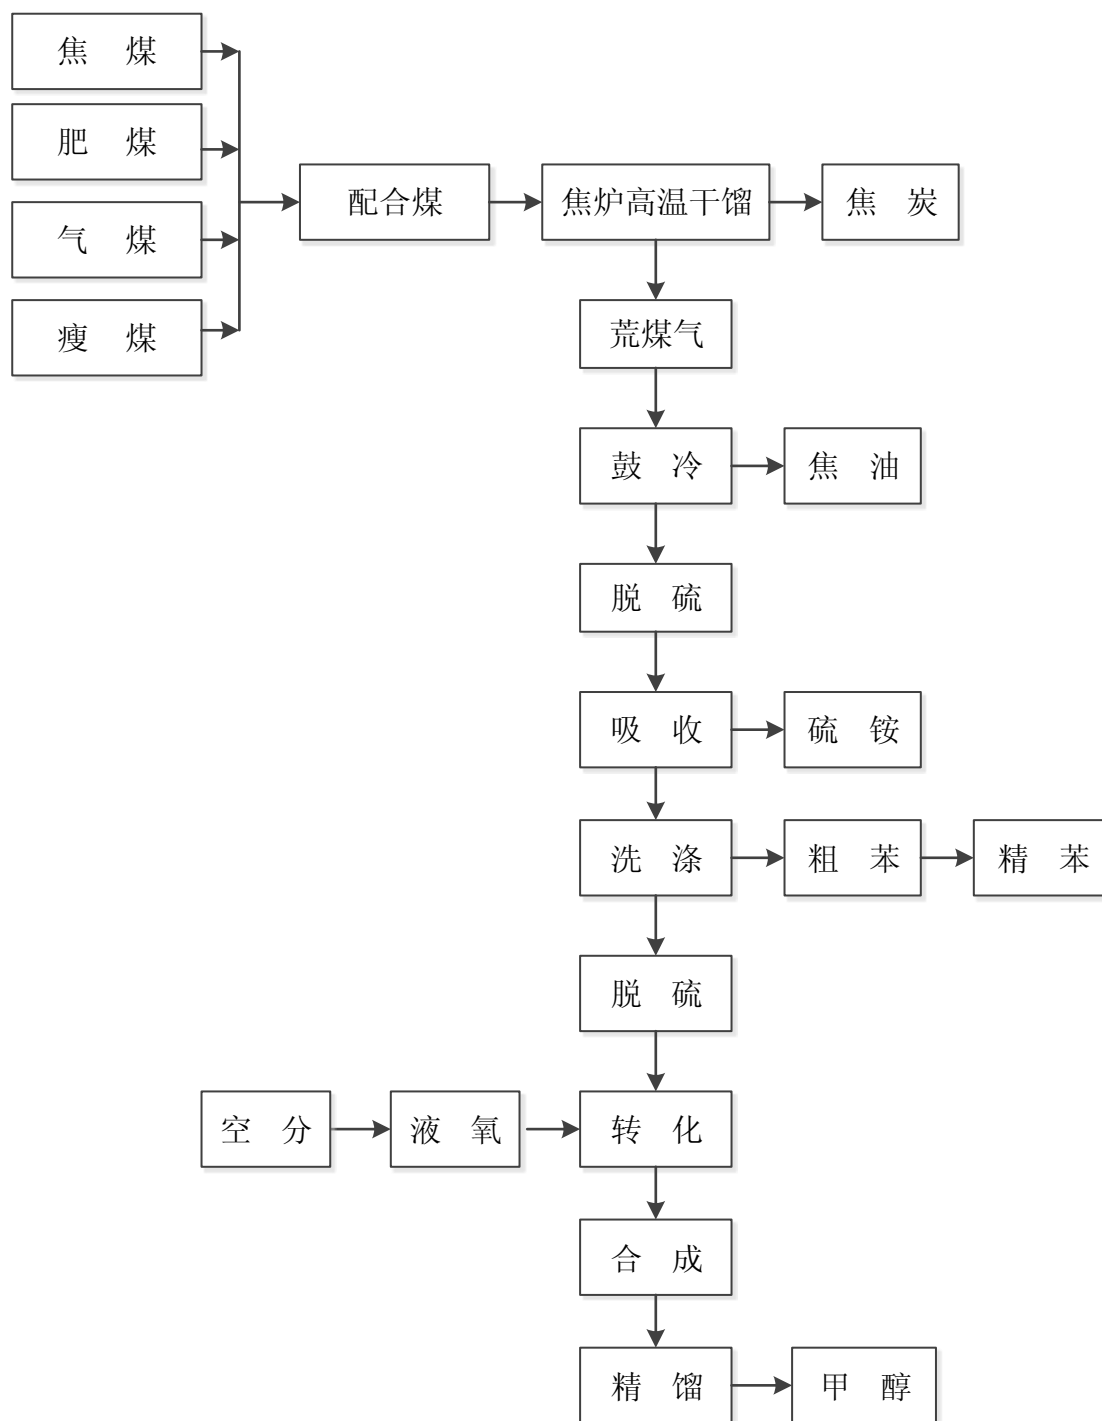 焦 煤
肥 煤
气 煤
瘦 煤
配合煤
焦炉高温干馏
焦 炭
荒煤气
鼓 冷
焦 油
脱 硫
吸 收
硫 铵
洗 涤
粗 苯
精 苯
脱 硫
空 分
液 氧
转 化
合 成
精 馏
甲 醇